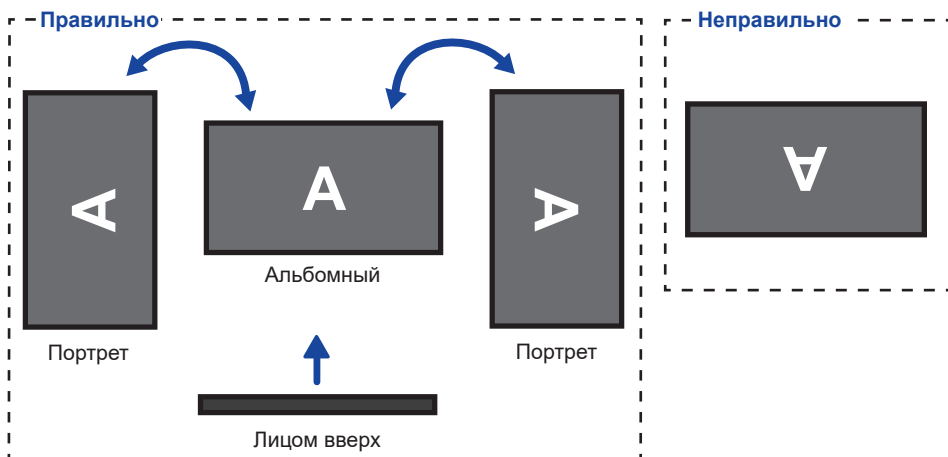 Правильно
Неправильно
A
A
A
A
Альбомный
Портрет
Портрет
Лицом вверх